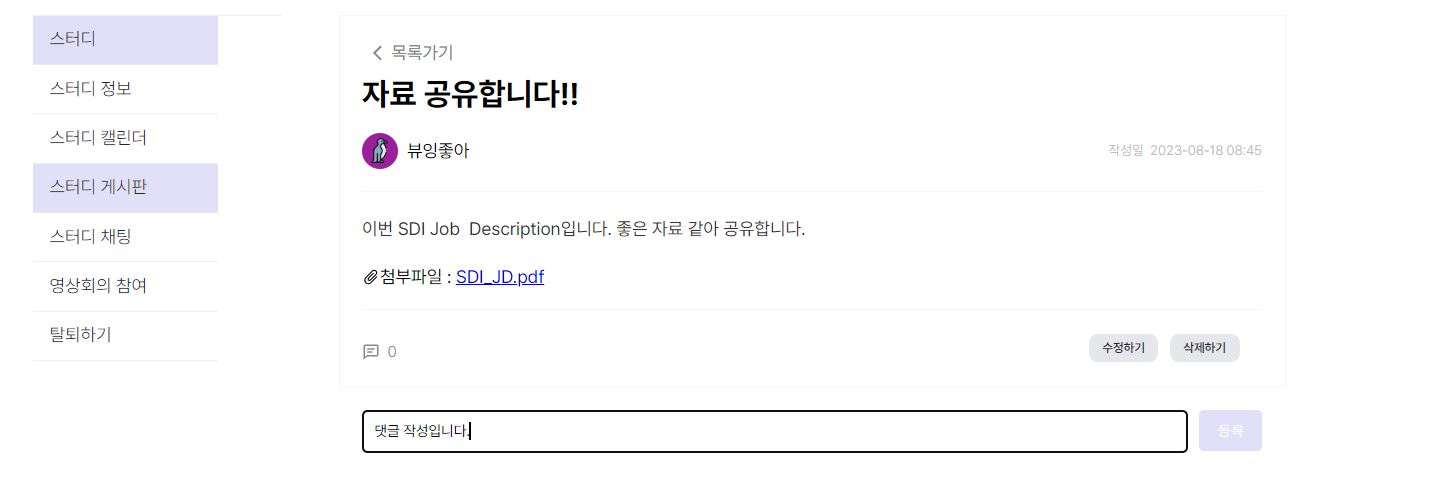 스터디
스터디 정보
스터디 캘린더
스터디 게시판
스터디 채팅
영상회의 참여
탈퇴하기
목록가기
자료 공유합니다!!
뷰잉좋아
작성일 2023-08-18 08:45
이번 SDI Job Description입니다. 좋은 자료 같아 공유합니다.
첨부파일 : SDI_JD.pdf
0
수정하기 삭제하기
댓글 작성입니다.
등록